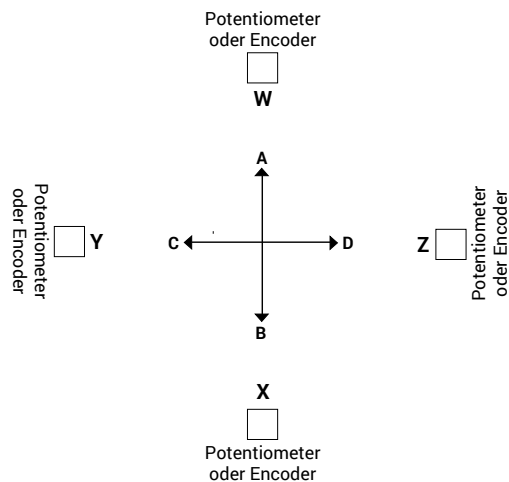 Potentiometer
oder Encoder
W
A
Potentiometer
oder Encoder
Y
C
D
Z
Potentiometer
oder Encoder
B
X
Potentiometer
oder Encoder